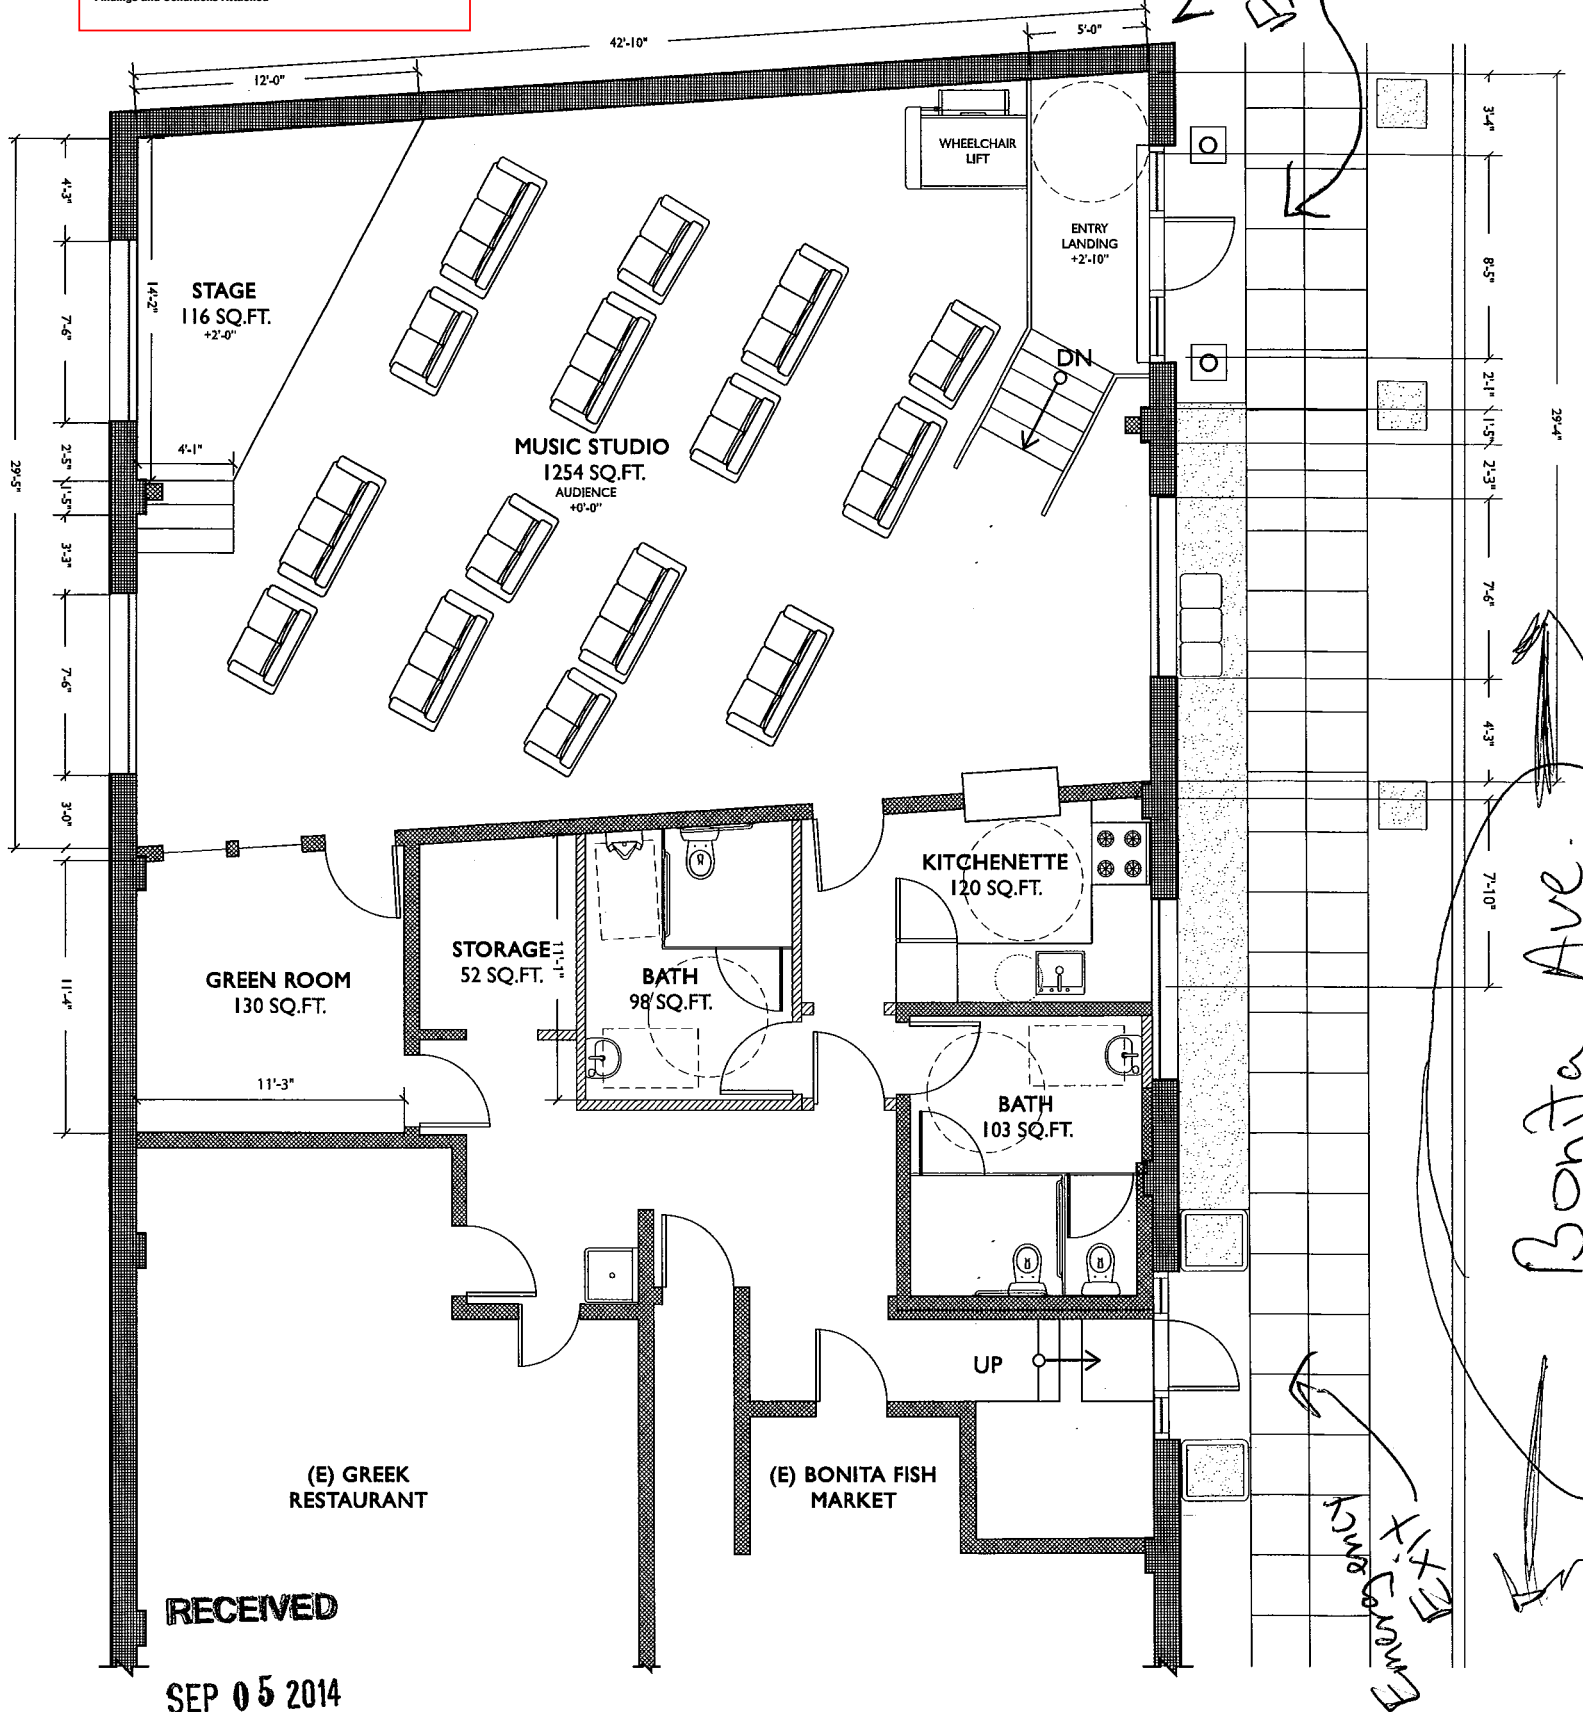 42'-10"
5'-0"
12'-0"
3'-4"
WHEELCHAIR
LIFT
4'-3"
ENTRY
LANDING
+2'-10"
8'-5"
STAGE
116 SQ.FT.
+2'-0"
14'-2"
7'-6"
DN
2'-1"
1'-5"
29'-4"
MUSIC STUDIO
1254 SQ.FT.
AUDIENCE
+0'-0"
4'-1"
2'-5"
29'-5"
1'-5"
2'-3"
3'-3"
7'-6"
7'-6"
4'-3"
3'-0"
KITCHENETTE
120 SQ.FT.
7'-10"
Bonita Ave.
STORAGE
52 SQ.FT.
11'-1"
BATH
98 SQ.FT.
GREEN ROOM
130 SQ.FT.
11'-4"
11'-3"
BATH
103 SQ.FT.
UP
(E) GREEK
RESTAURANT
(E) BONITA FISH
MARKET
Emergency
Exit
RECEIVED
SEP 05 2014